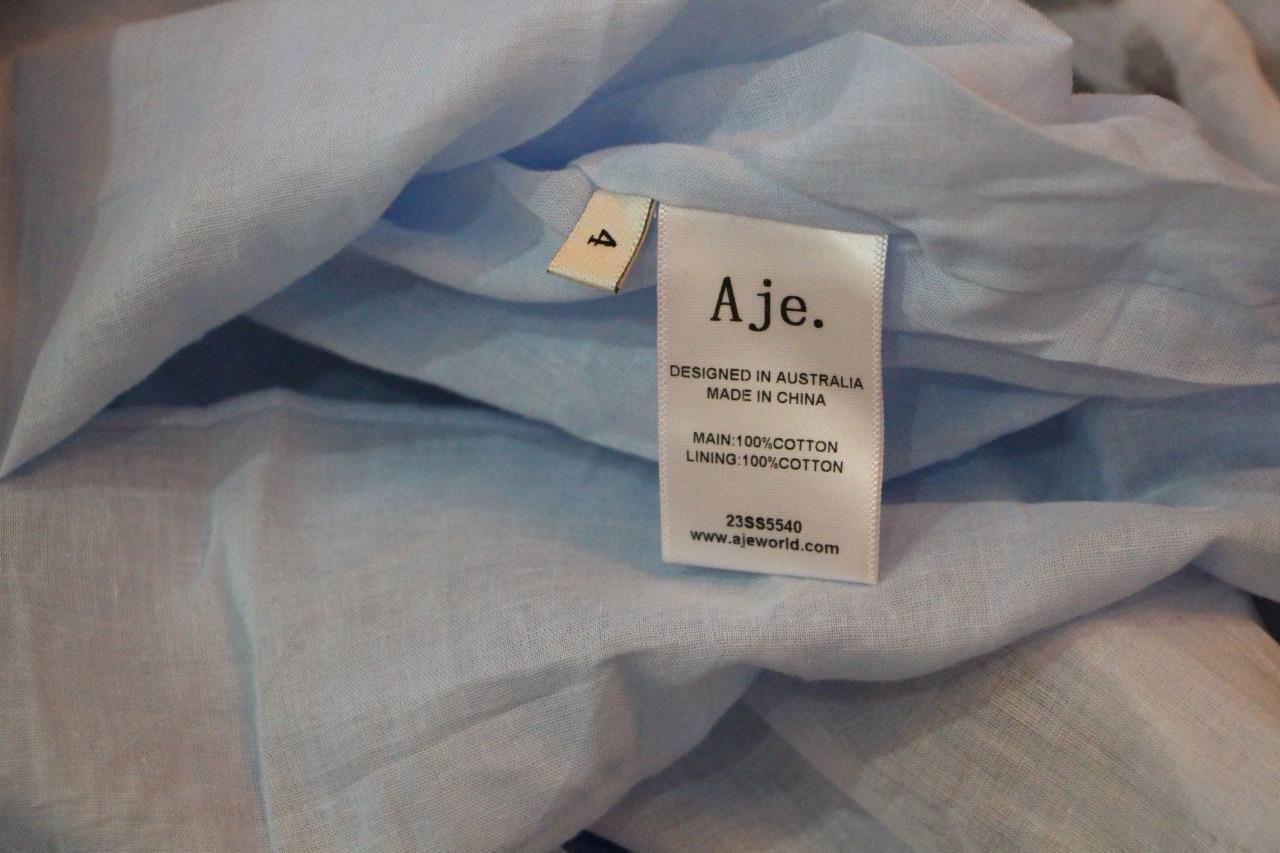 4
Aje.
DESIGNED IN AUSTRALIA
MADE IN CHINA
MAIN:100%COTTON
LINING:100%COTTON
23SS5540
www.ajeworld.com